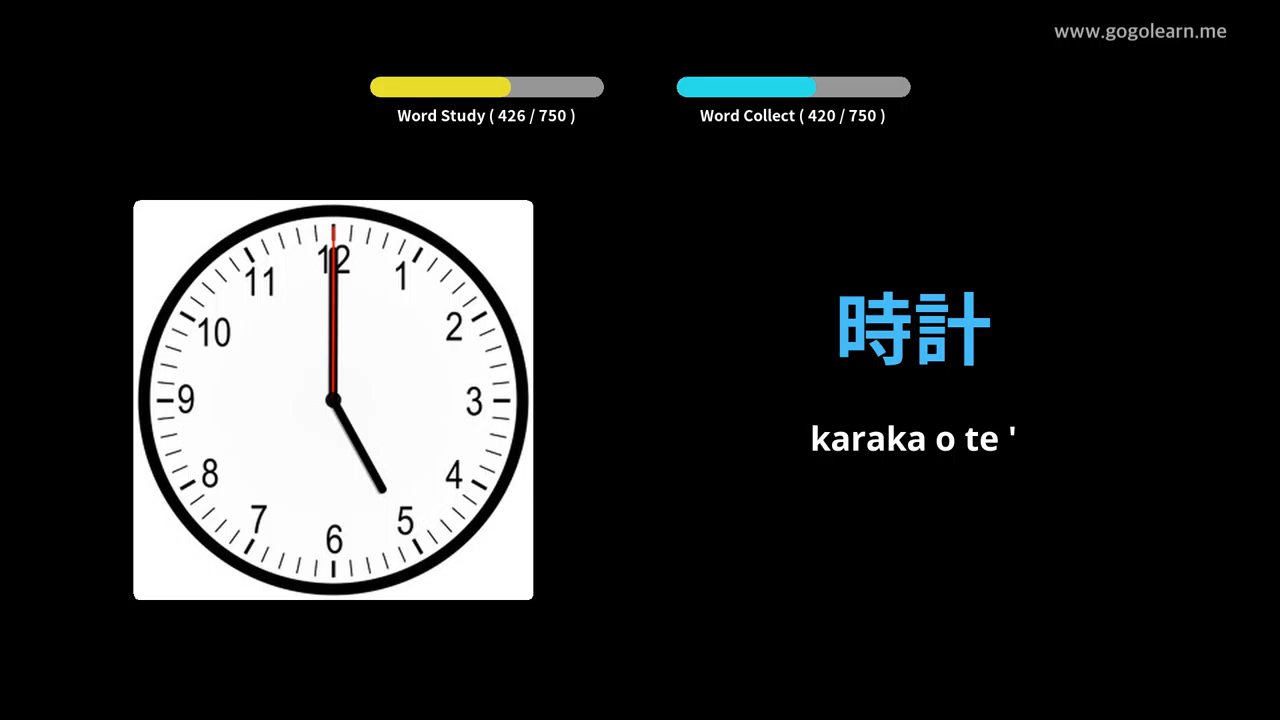 www.gogolearn.me
Word Study ( 426 / 750 )
Word Collect ( 420 / 750 )
12
1
2
3
4
5
6
7
8
9
10
11
時計
karaka o te '